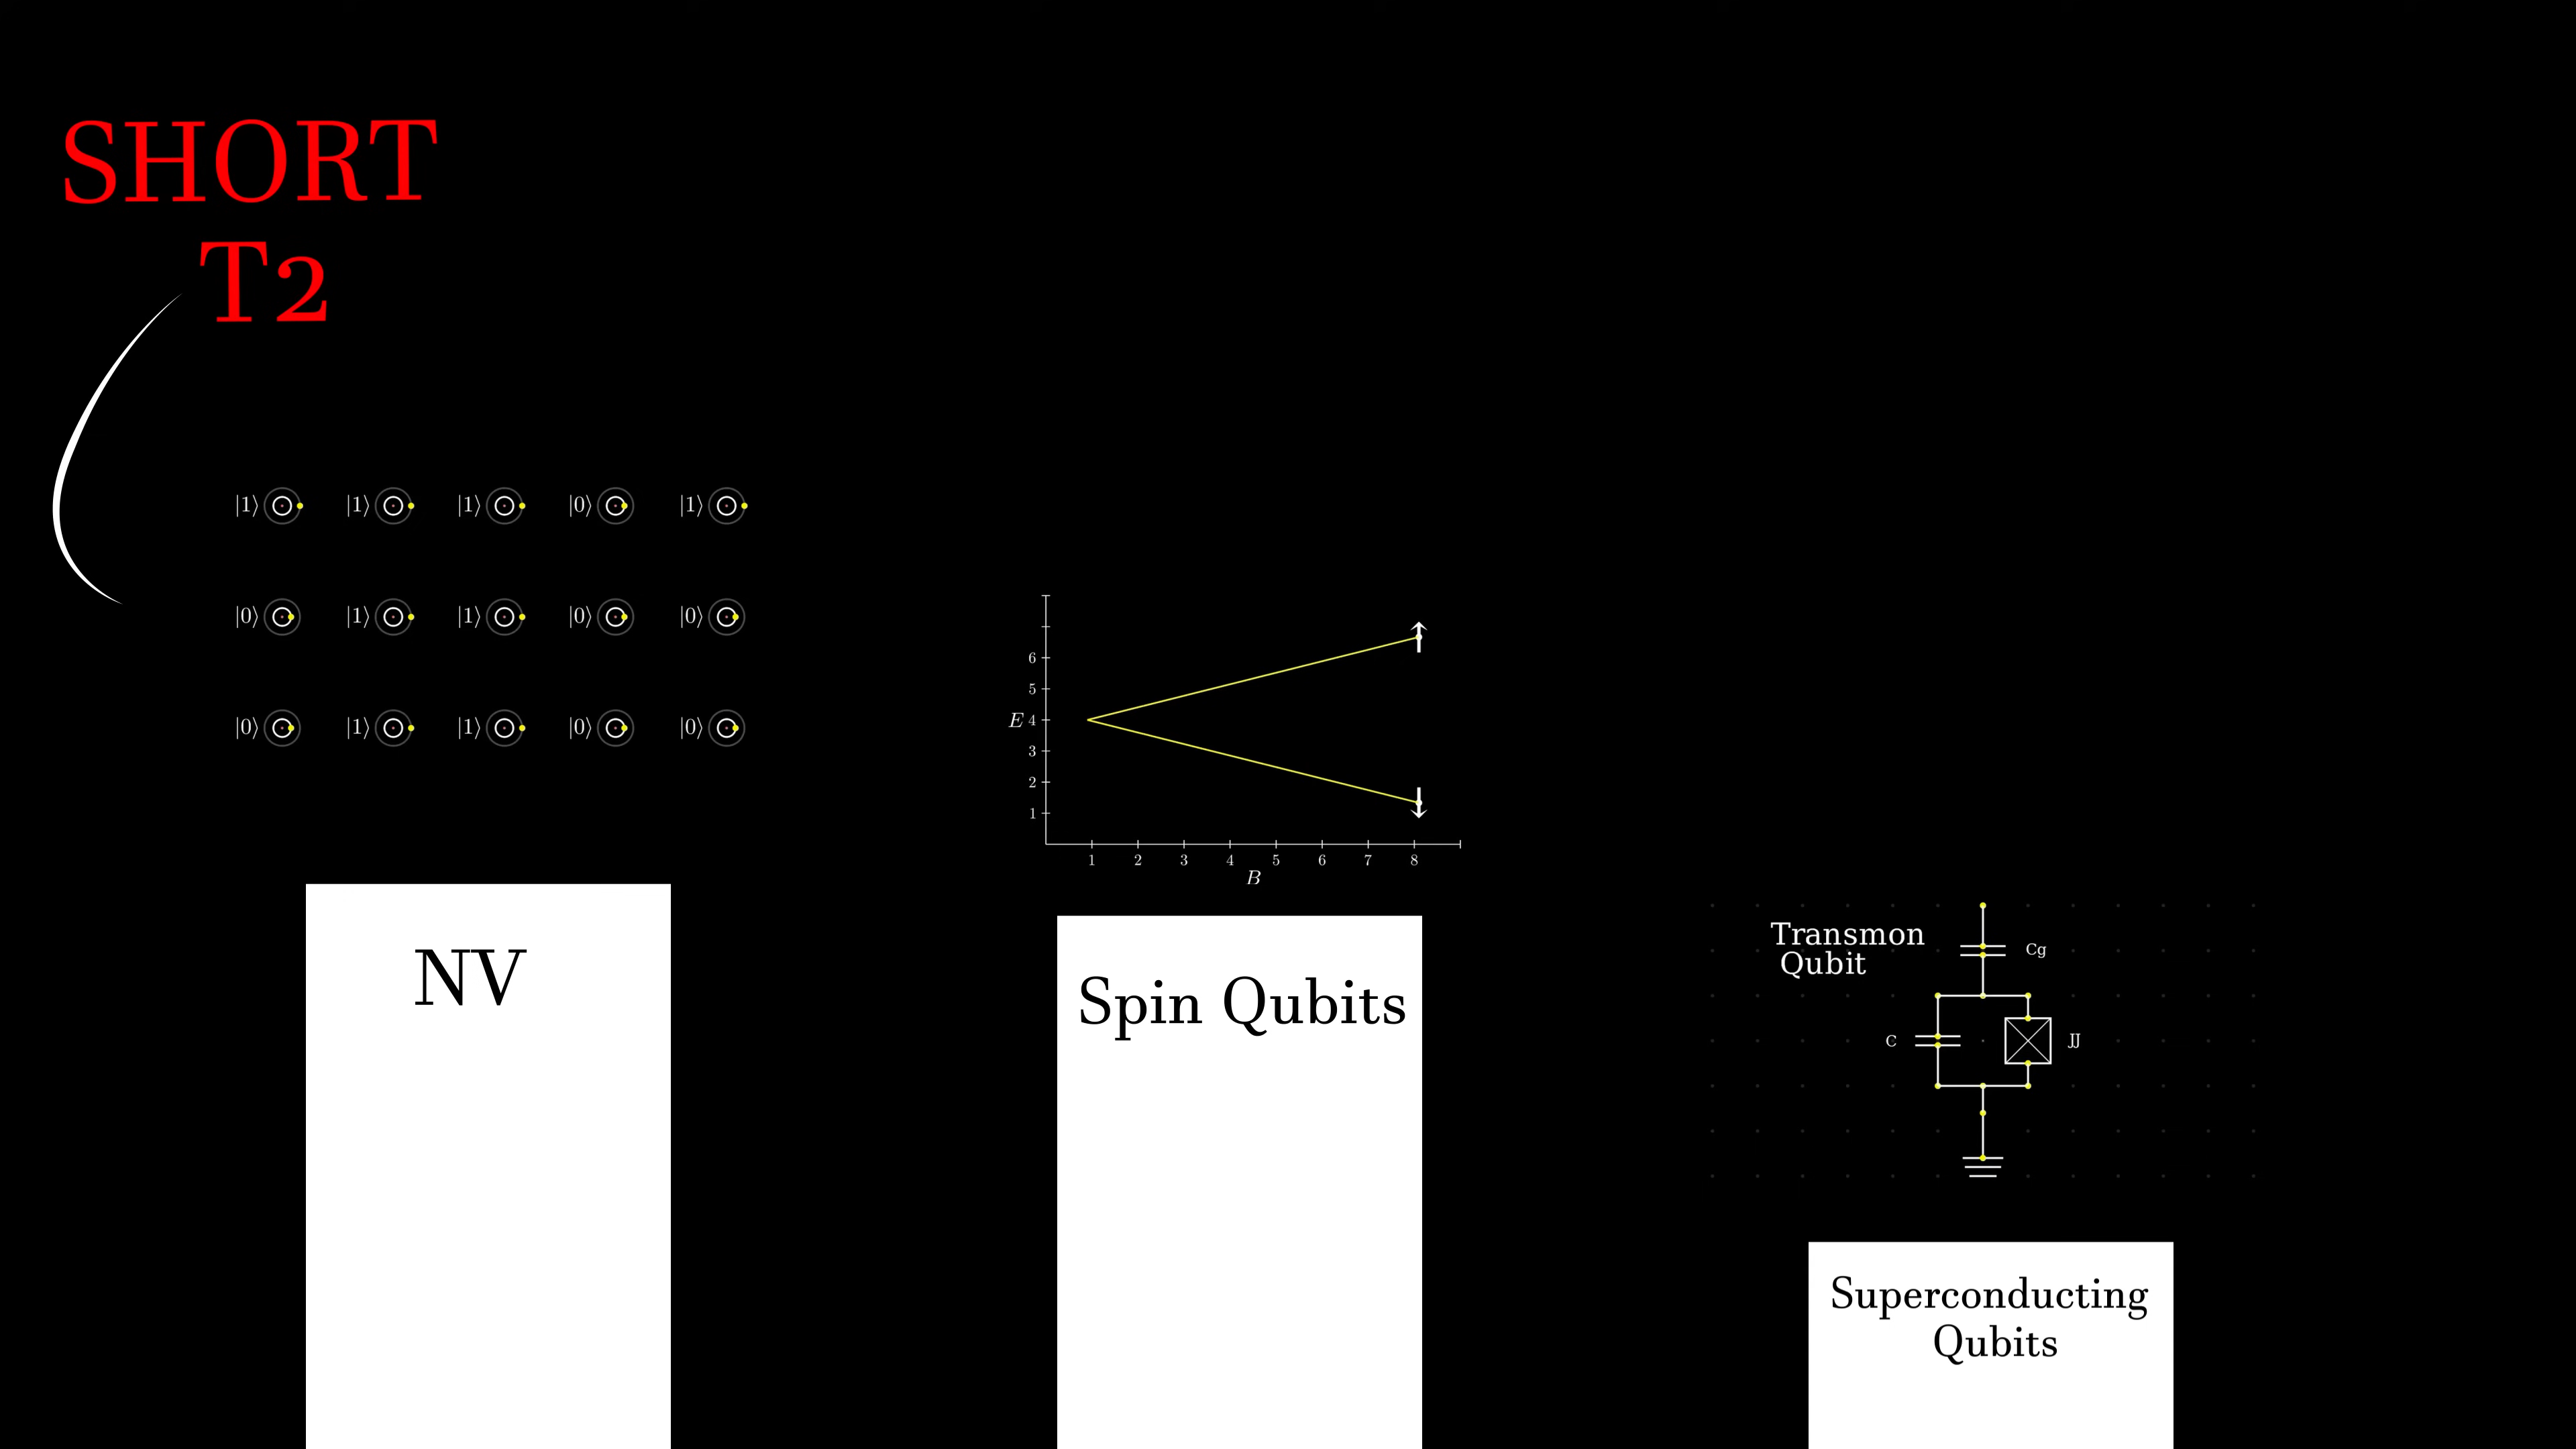 SHORT
T2
|1⟩ |1⟩ |1⟩ |0⟩ |1⟩
|0⟩ |1⟩ |1⟩ |0⟩ |0⟩
|0⟩ |1⟩ |1⟩ |0⟩ |0⟩
NV
6
5
E 4
3
2
1
1 2 3 4 5 6 7 8
B
Spin Qubits
Transmon
Qubit
Cg
C
JJ
Superconducting
Qubits